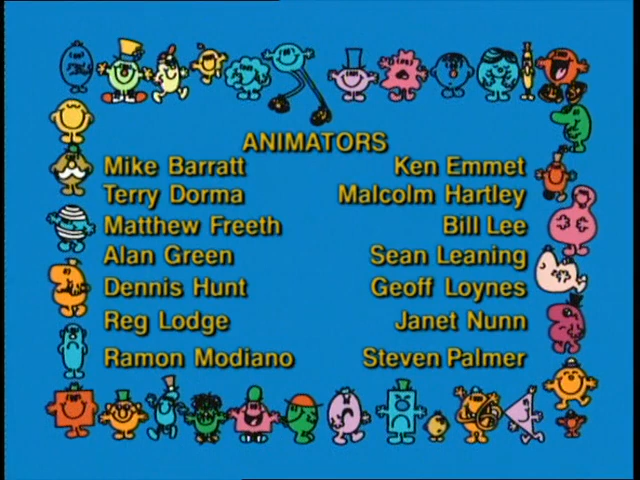 ANIMATORS
Mike Barratt Ken Emmet
Terry Dorma Malcolm Hartley
Matthew Freeth Bill Lee
Alan Green Sean Leaning
Dennis Hunt Geoff Loynes
Reg Lodge Janet Nunn
Ramon Modiano Steven Palmer